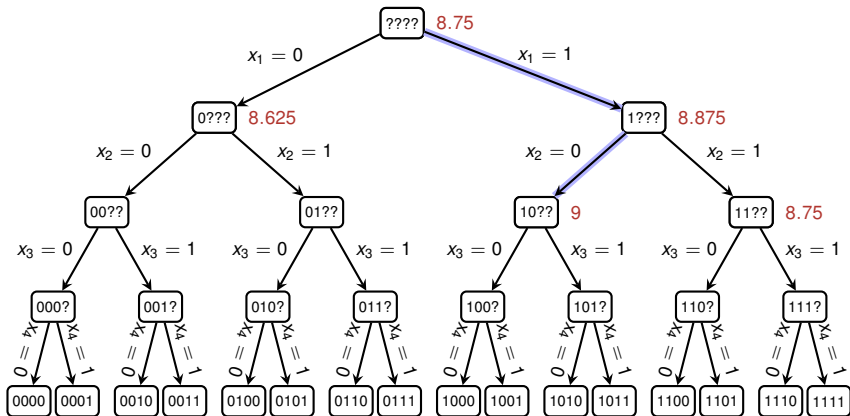 ???? 8.75
x₁ = 0 x₁ = 1
0??? 8.625 1??? 8.875
x₂ = 0 x₂ = 1 x₂ = 0 x₂ = 1
00?? 01?? 10?? 9 11?? 8.75
x₃ = 0 x₃ = 1 x₃ = 0 x₃ = 1 x₃ = 0 x₃ = 1 x₃ = 0 x₃ = 1
000? 001? 010? 011? 100? 101? 110? 111?
x₄ = 0 x₄ = 1 x₄ = 0 x₄ = 1 x₄ = 0 x₄ = 1 x₄ = 0 x₄ = 1 x₄ = 0 x₄ = 1 x₄ = 0 x₄ = 1 x₄ = 0 x₄ = 1 x₄ = 0 x₄ = 1
0000 0001 0010 0011 0100 0101 0110 0111 1000 1001 1010 1011 1100 1101 1110 1111